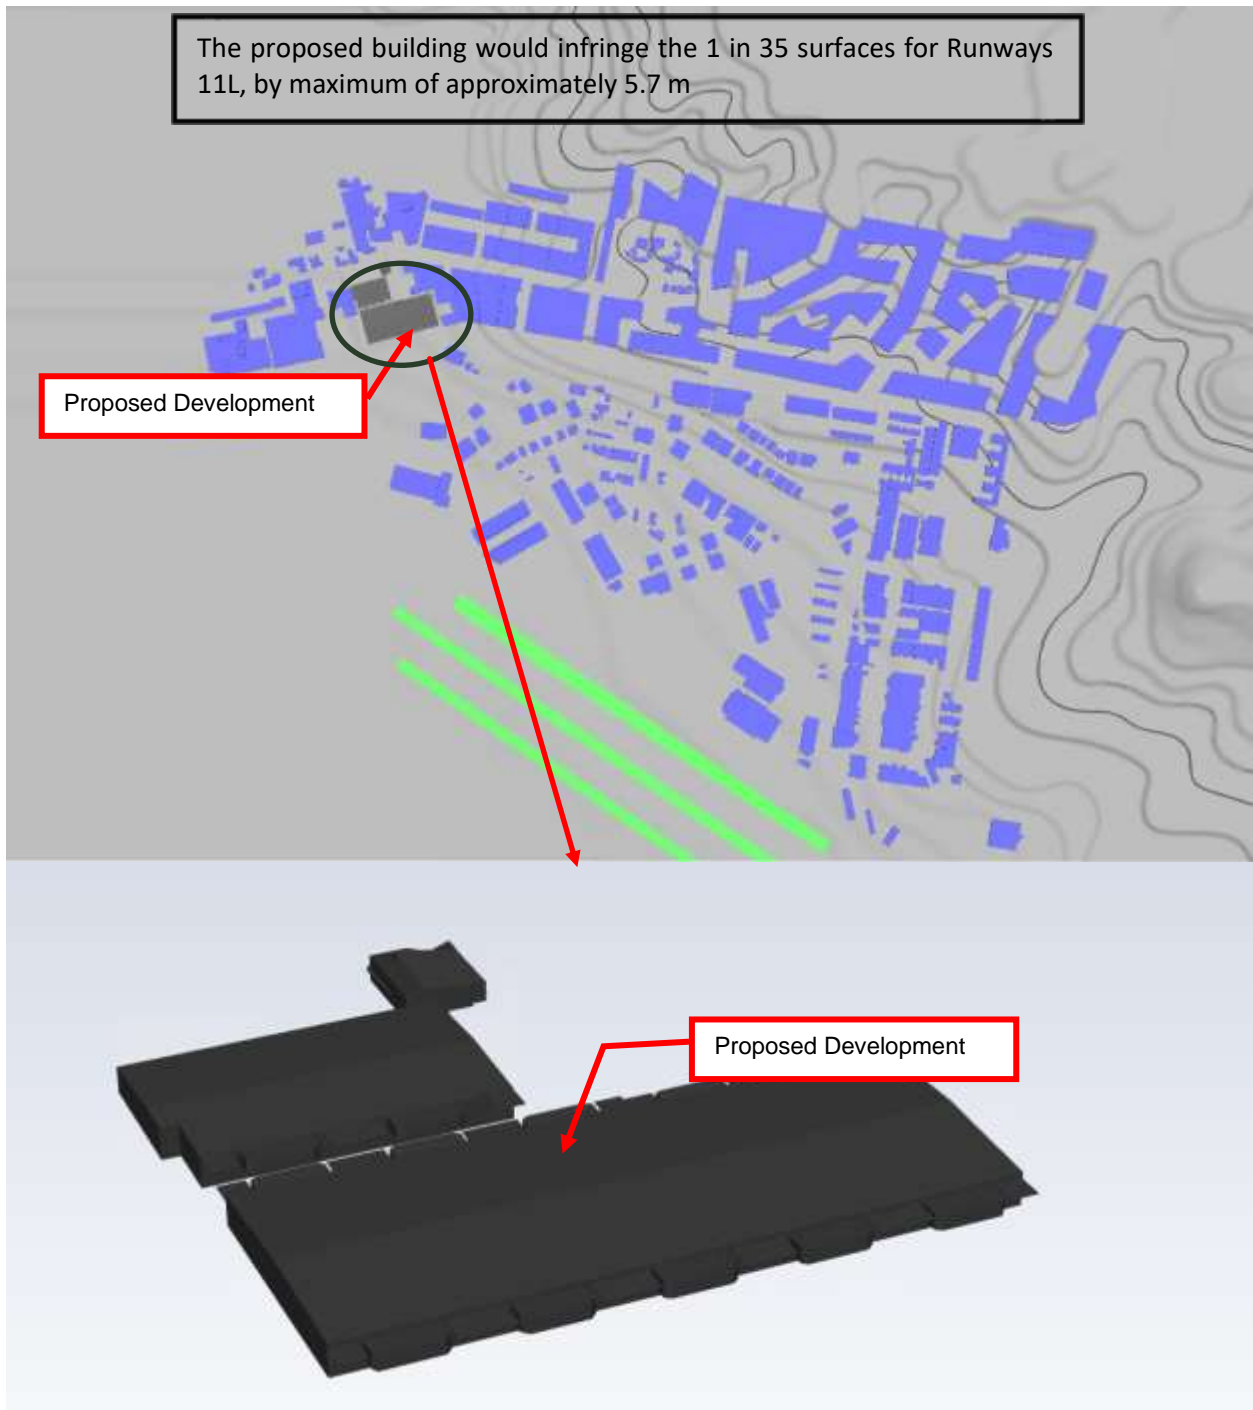 The proposed building would infringe the 1 in 35 surfaces for Runways
11L, by maximum of approximately 5.7 m
Proposed Development
Proposed Development